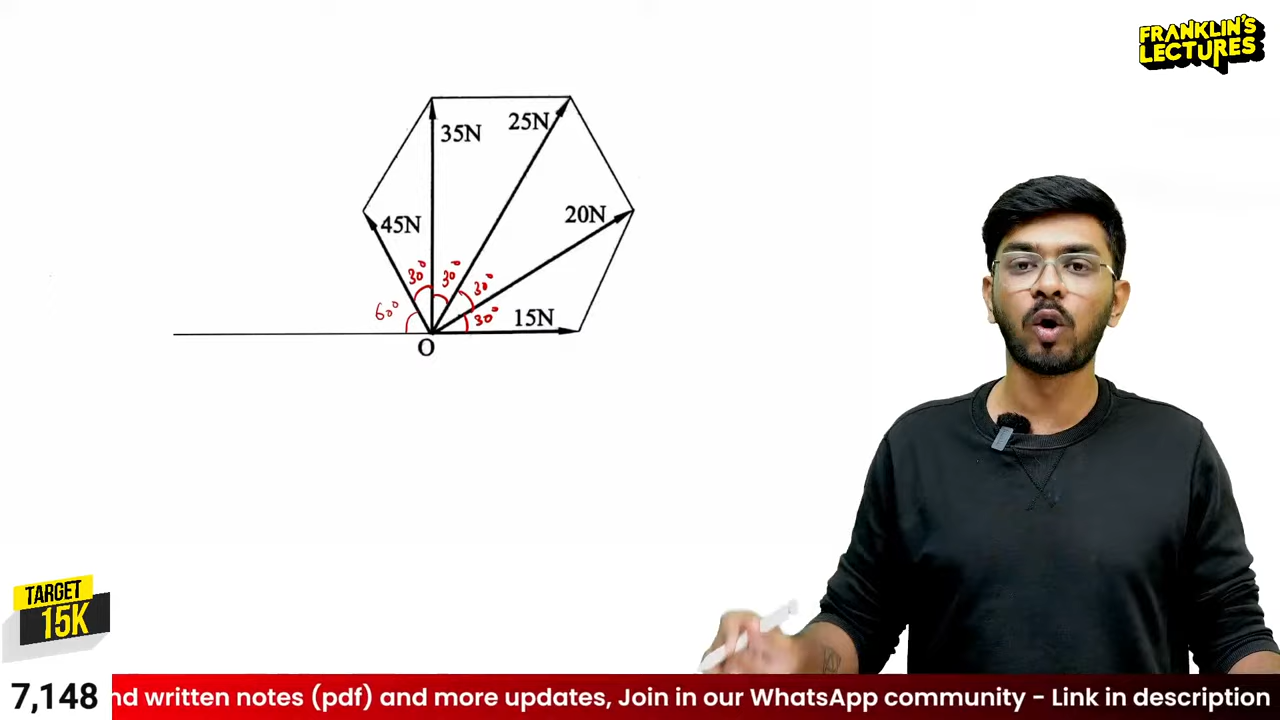 FRANKLIN'S
LECTURES
35N
25N
45N
20N
30°
30°
30°
60°
30°
15N
O
TARGET
15K
7,148
nd written notes (pdf) and more updates, Join in our WhatsApp community - Link in description